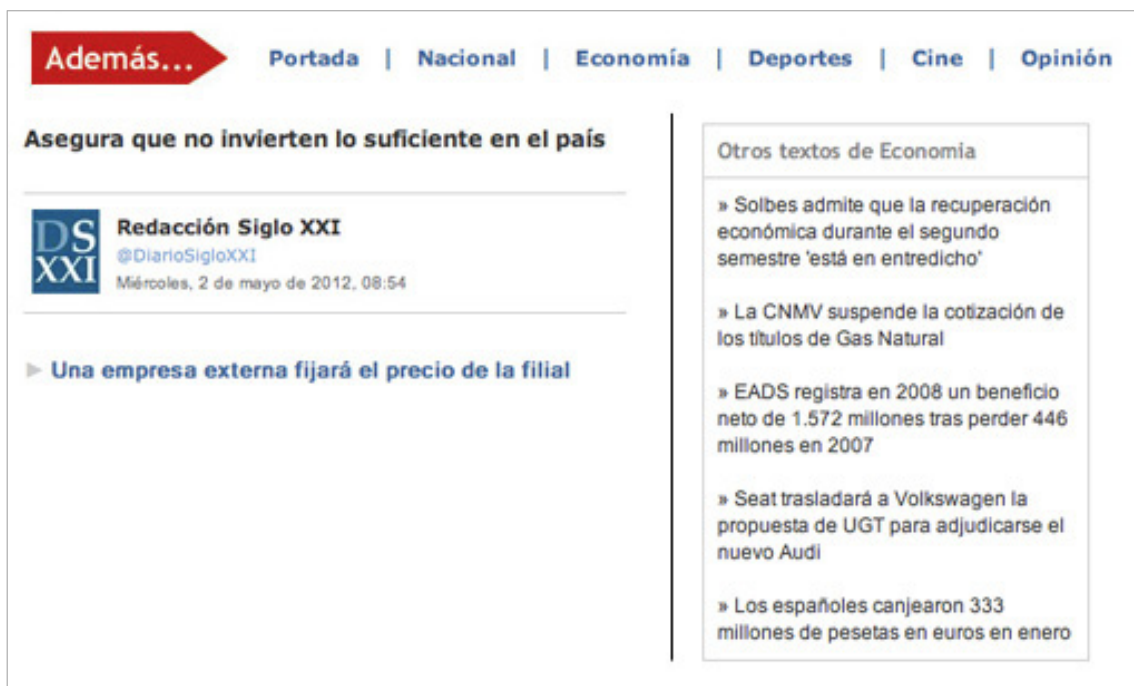 Además... Portada | Nacional | Economía | Deportes | Cine | Opinión
Asegura que no invierten lo suficiente en el país
DS
XXI
Redacción Siglo XXI
@DiarioSigloXXI
Miércoles, 2 de mayo de 2012, 08:54
► Una empresa externa fijará el precio de la filial
Otros textos de Economia
» Solbes admite que la recuperación
económica durante el segundo
semestre 'está en entredicho'
» La CNMV suspende la cotización de
los títulos de Gas Natural
» EADS registra en 2008 un beneficio
neto de 1.572 millones tras perder 446
millones en 2007
» Seat trasladará a Volkswagen la
propuesta de UGT para adjudicarse el
nuevo Audi
» Los españoles canjearon 333
millones de pesetas en euros en enero